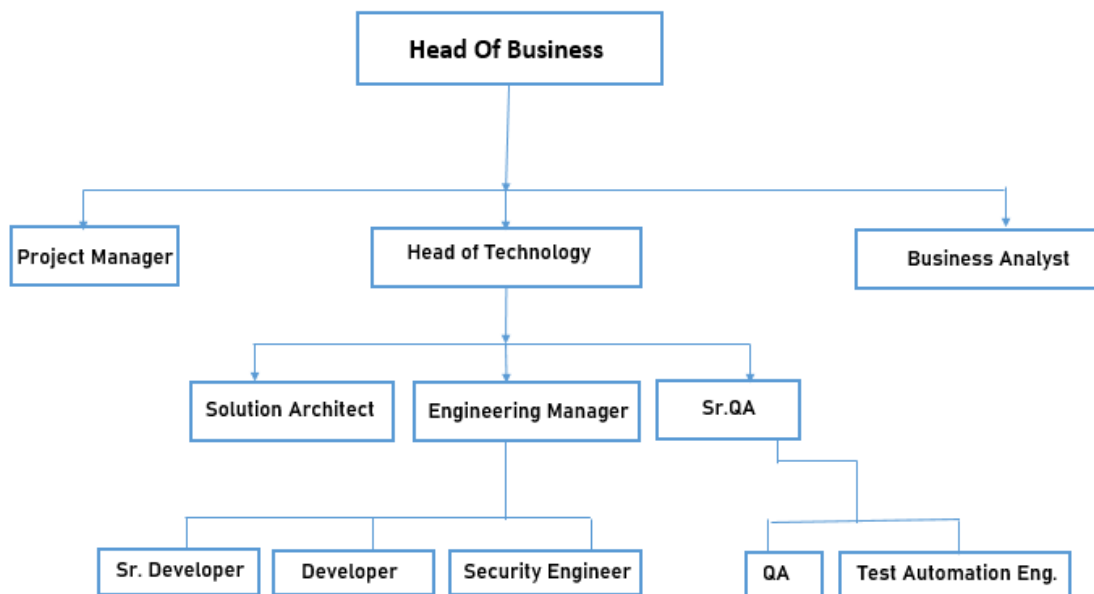 Head Of Business
Project Manager
Head of Technology
Business Analyst
Solution Architect
Engineering Manager
Sr.QA
Sr. Developer
Developer
Security Engineer
QA
Test Automation Eng.